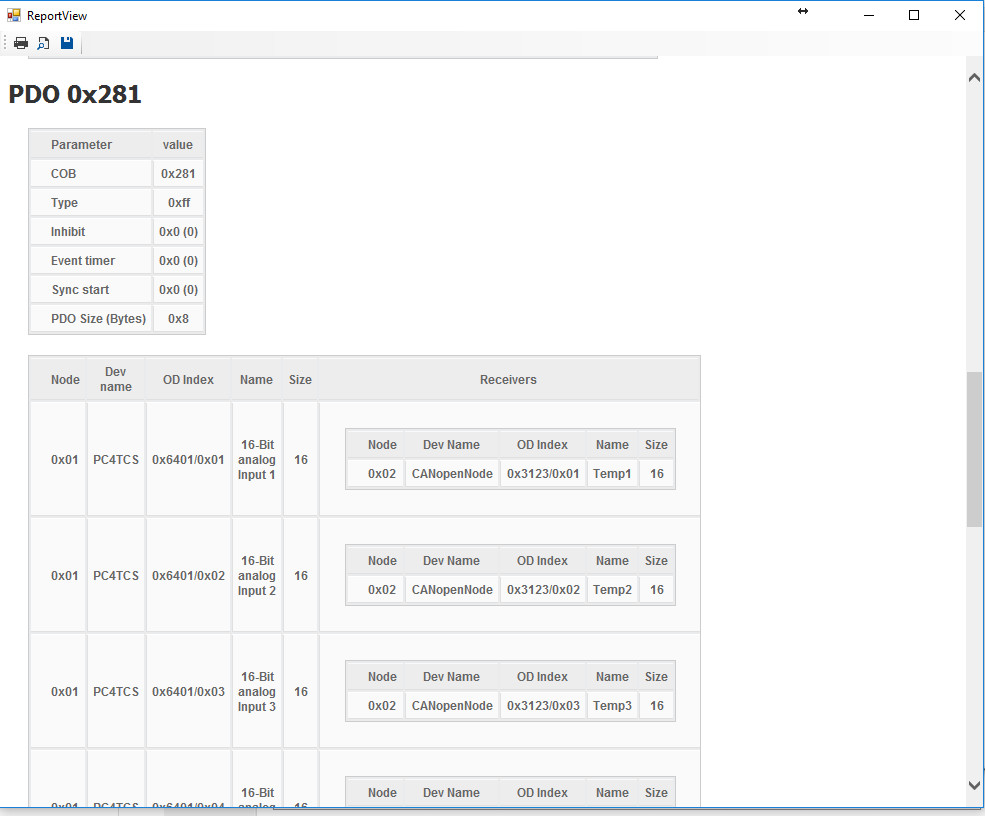 ReportView
PDO 0x281
Parameter value
COB 0x281
Type 0xff
Inhibit 0x0 (0)
Event timer 0x0 (0)
Sync start 0x0 (0)
PDO Size (Bytes) 0x8
Node Dev name OD Index Name Size Receivers
Node Dev Name OD Index Name Size
0x01 PC4TCS 0x6401/0x01 16-Bit analog Input 1 16 0x02 CANopenNode 0x3123/0x01 Temp1 16
Node Dev Name OD Index Name Size
0x01 PC4TCS 0x6401/0x02 16-Bit analog Input 2 16 0x02 CANopenNode 0x3123/0x02 Temp2 16
Node Dev Name OD Index Name Size
0x01 PC4TCS 0x6401/0x03 16-Bit analog Input 3 16 0x02 CANopenNode 0x3123/0x03 Temp3 16
Node Dev Name OD Index Name Size
0x01 PC4TCS 0x6401/0x04 16-Bit analog 16